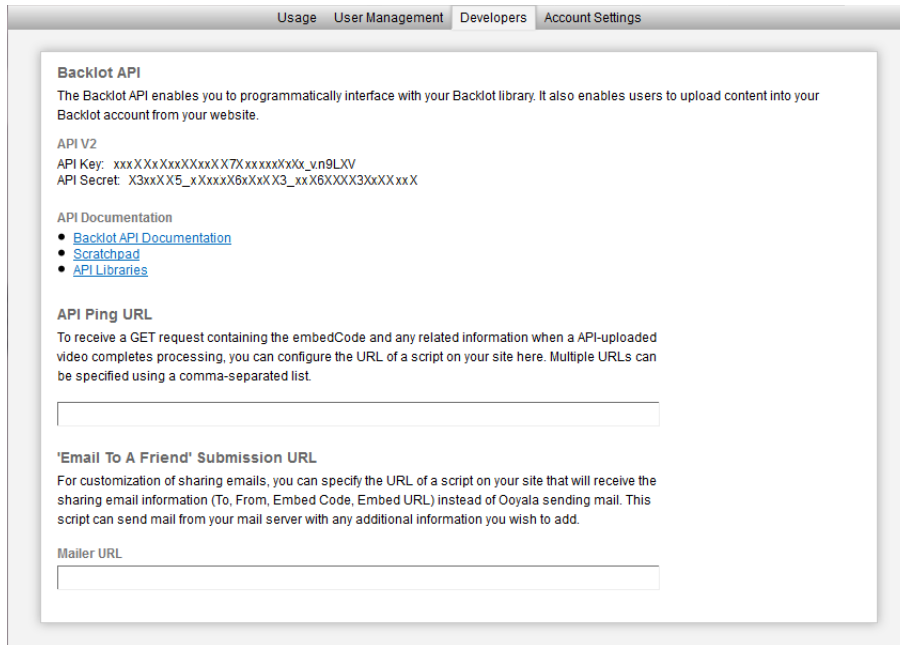 Usage User Management Developers Account Settings
Backlot API
The Backlot API enables you to programmatically interface with your Backlot library. It also enables users to upload content into your
Backlot account from your website.
API V2
API Key: xxxXXxXxxXXxxXX7XxxxxxXxXx_v.n9LXV
API Secret: X3xxXX5_xXxxxX6xXxXX3_xxX6XXXX3XxXXxxX
API Documentation
• Backlot API Documentation
• Scratchpad
• API Libraries
API Ping URL
To receive a GET request containing the embedCode and any related information when a API-uploaded
video completes processing, you can configure the URL of a script on your site here. Multiple URLs can
be specified using a comma-separated list.
'Email To A Friend' Submission URL
For customization of sharing emails, you can specify the URL of a script on your site that will receive the
sharing email information (To, From, Embed Code, Embed URL) instead of Ooyala sending mail. This
script can send mail from your mail server with any additional information you wish to add.
Mailer URL